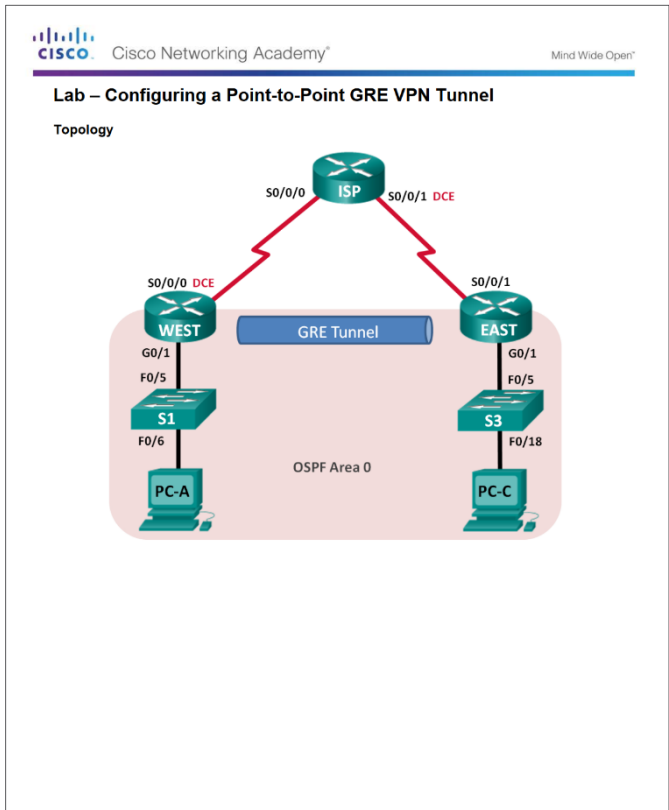 CISCO. Cisco Networking Academy® Mind Wide Open™
Lab – Configuring a Point-to-Point GRE VPN Tunnel
Topology
ISP
S0/0/0
S0/0/1 DCE
S0/0/0 DCE
S0/0/1
WEST
GRE Tunnel
EAST
G0/1
G0/1
F0/5
F0/5
S1
S3
F0/6
F0/18
OSPF Area 0
PC-A
PC-C